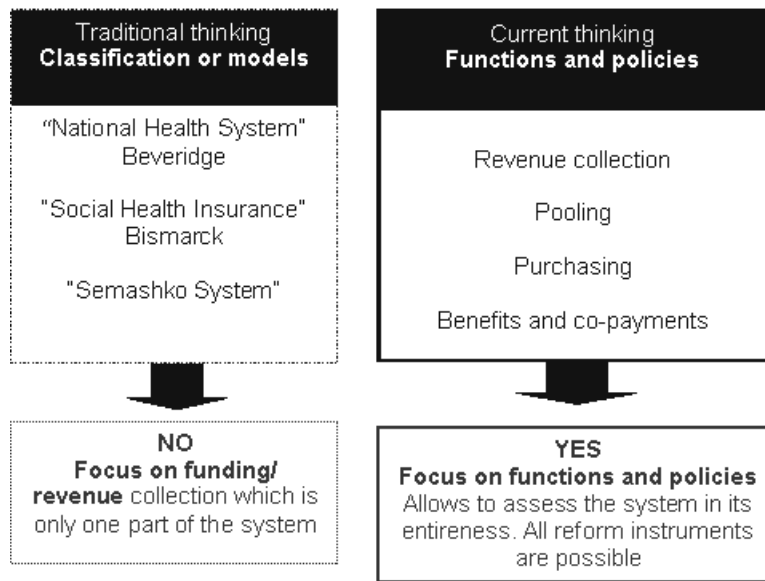 Traditional thinking
Classification or models
“National Health System"
Beveridge
"Social Health Insurance"
Bismarck
"Semashko System"
NO
Focus on funding/
revenue collection which is
only one part of the system
Current thinking
Functions and policies
Revenue collection
Pooling
Purchasing
Benefits and co-payments
YES
Focus on functions and policies
Allows to assess the system in its
entireness. All reform instruments
are possible